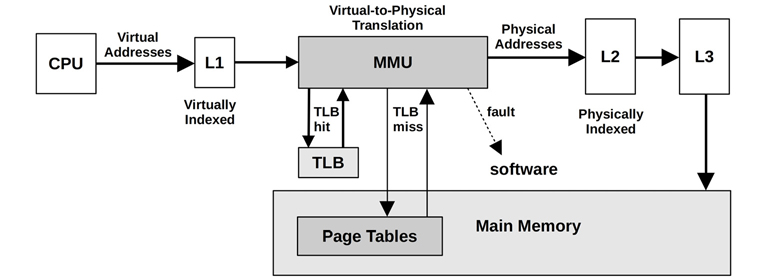 Virtual-to-Physical
Translation
Virtual
Addresses
Physical
Addresses
CPU
L1
MMU
L2
L3
Virtually
Indexed
TLB
hit
TLB
miss
fault
Physically
Indexed
TLB
software
Main Memory
Page Tables